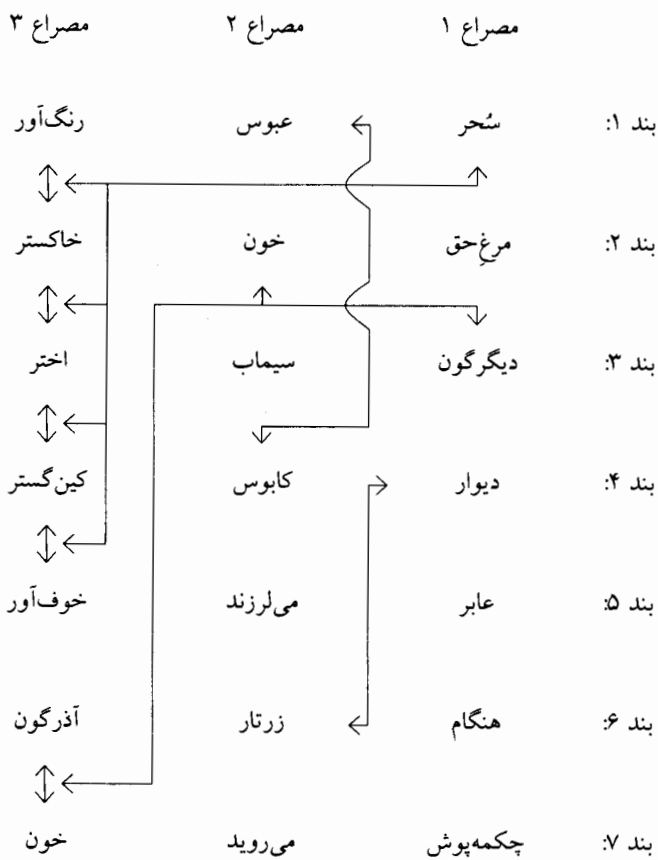 مصراع ۱ مصراع ۲ مصراع ۳
بند ۱: سُحر عبوس رنگ‌آور
بند ۲: مرغِ حق خون خاکستر
بند ۳: دیگرگون سیماب اختر
بند ۴: دیوار کابوس کین‌گستر
بند ۵: عابر می‌لرزند خوف‌آور
بند ۶: هنگام زرتار آذرگون
بند ۷: چکمه‌پوش می‌روید خون